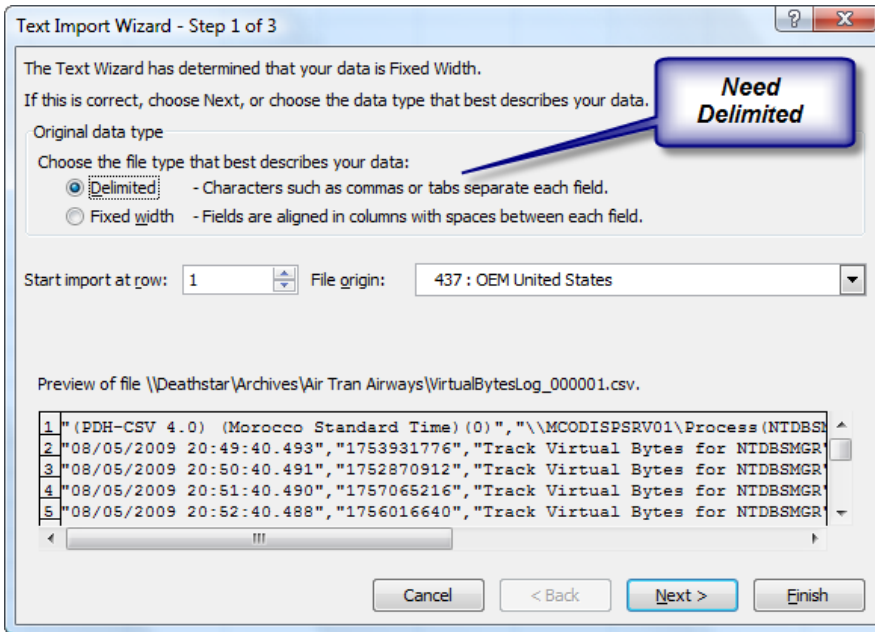 Text Import Wizard - Step 1 of 3
The Text Wizard has determined that your data is Fixed Width.
If this is correct, choose Next, or choose the data type that best describes your data.
Need
Delimited
Original data type
Choose the file type that best describes your data:
Delimited - Characters such as commas or tabs separate each field.
Fixed width - Fields are aligned in columns with spaces between each field.
Start import at row: 1 File origin: 437 : OEM United States
Preview of file \\Deathstar\Archives\Air Tran Airways\VirtualBytesLog_000001.csv.
1 "(PDH-CSV 4.0) (Morocco Standard Time)(0)","\\MCODISPSRV01\Process(NTDBSM
2 "08/05/2009 20:49:40.493","1753931776","Track Virtual Bytes for NTDBSMGR"
3 "08/05/2009 20:50:40.491","1752870912","Track Virtual Bytes for NTDBSMGR"
4 "08/05/2009 20:51:40.490","1757065216","Track Virtual Bytes for NTDBSMGR"
5 "08/05/2009 20:52:40.488","1756016640","Track Virtual Bytes for NTDBSMGR"
Cancel < Back Next > Finish